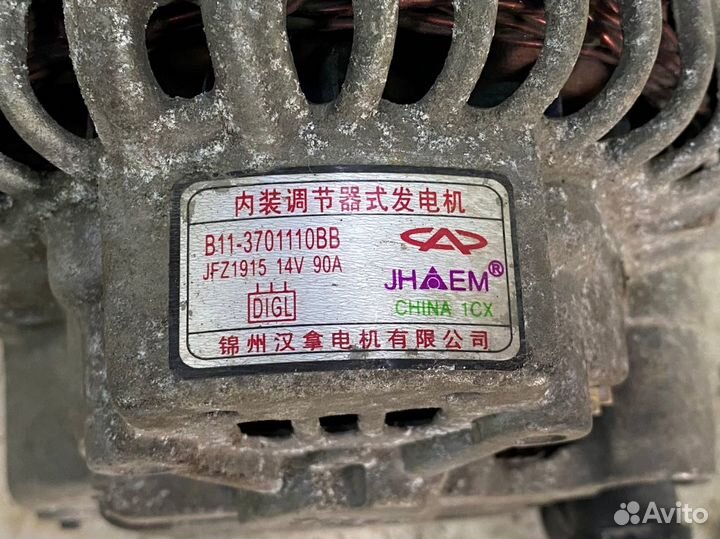 内装调节器式发电机
B11-3701110BB
JFZ1915 14V 90A
JHAEM®
DIGL
CHINA 1CX
锦州汉拿电机有限公司
Avito